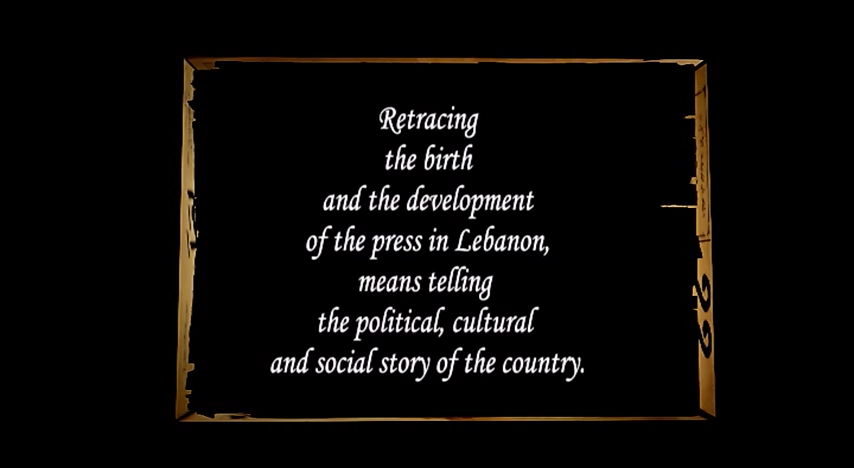 Retracing
the birth
and the development
of the press in Lebanon,
means telling
the political, cultural
and social story of the country.